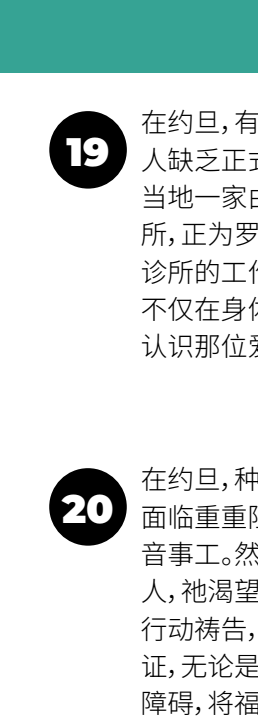 19
在约旦，有
人缺乏正式
当地一家由
所，正为罗
诊所的工作
不仅在身体
认识那位爱
20
在约旦，种
面临重重阻
音事工。然
人，祂渴望
行动祷告，
证，无论是
障碍，将福